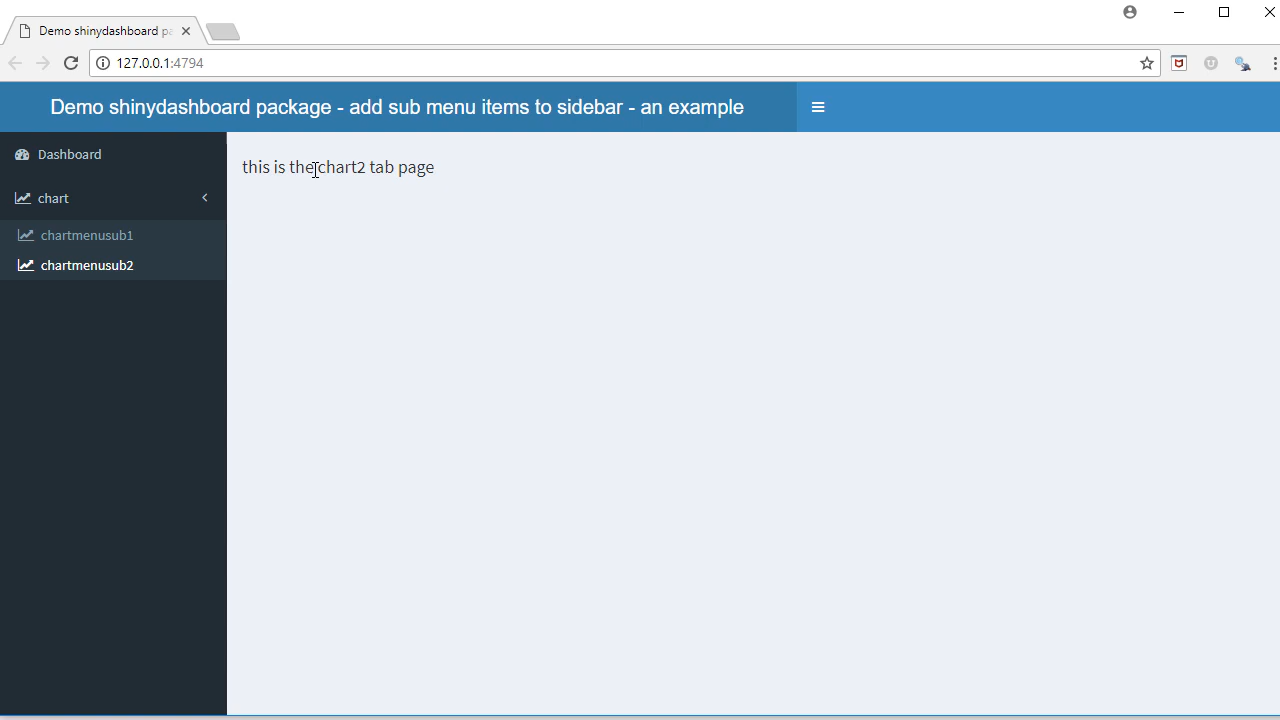 Demo shinydashboard pa
127.0.0.1:4794
Demo shinydashboard package - add sub menu items to sidebar - an example
Dashboard
this is the chart2 tab page
chart
chartmenusub1
chartmenusub2